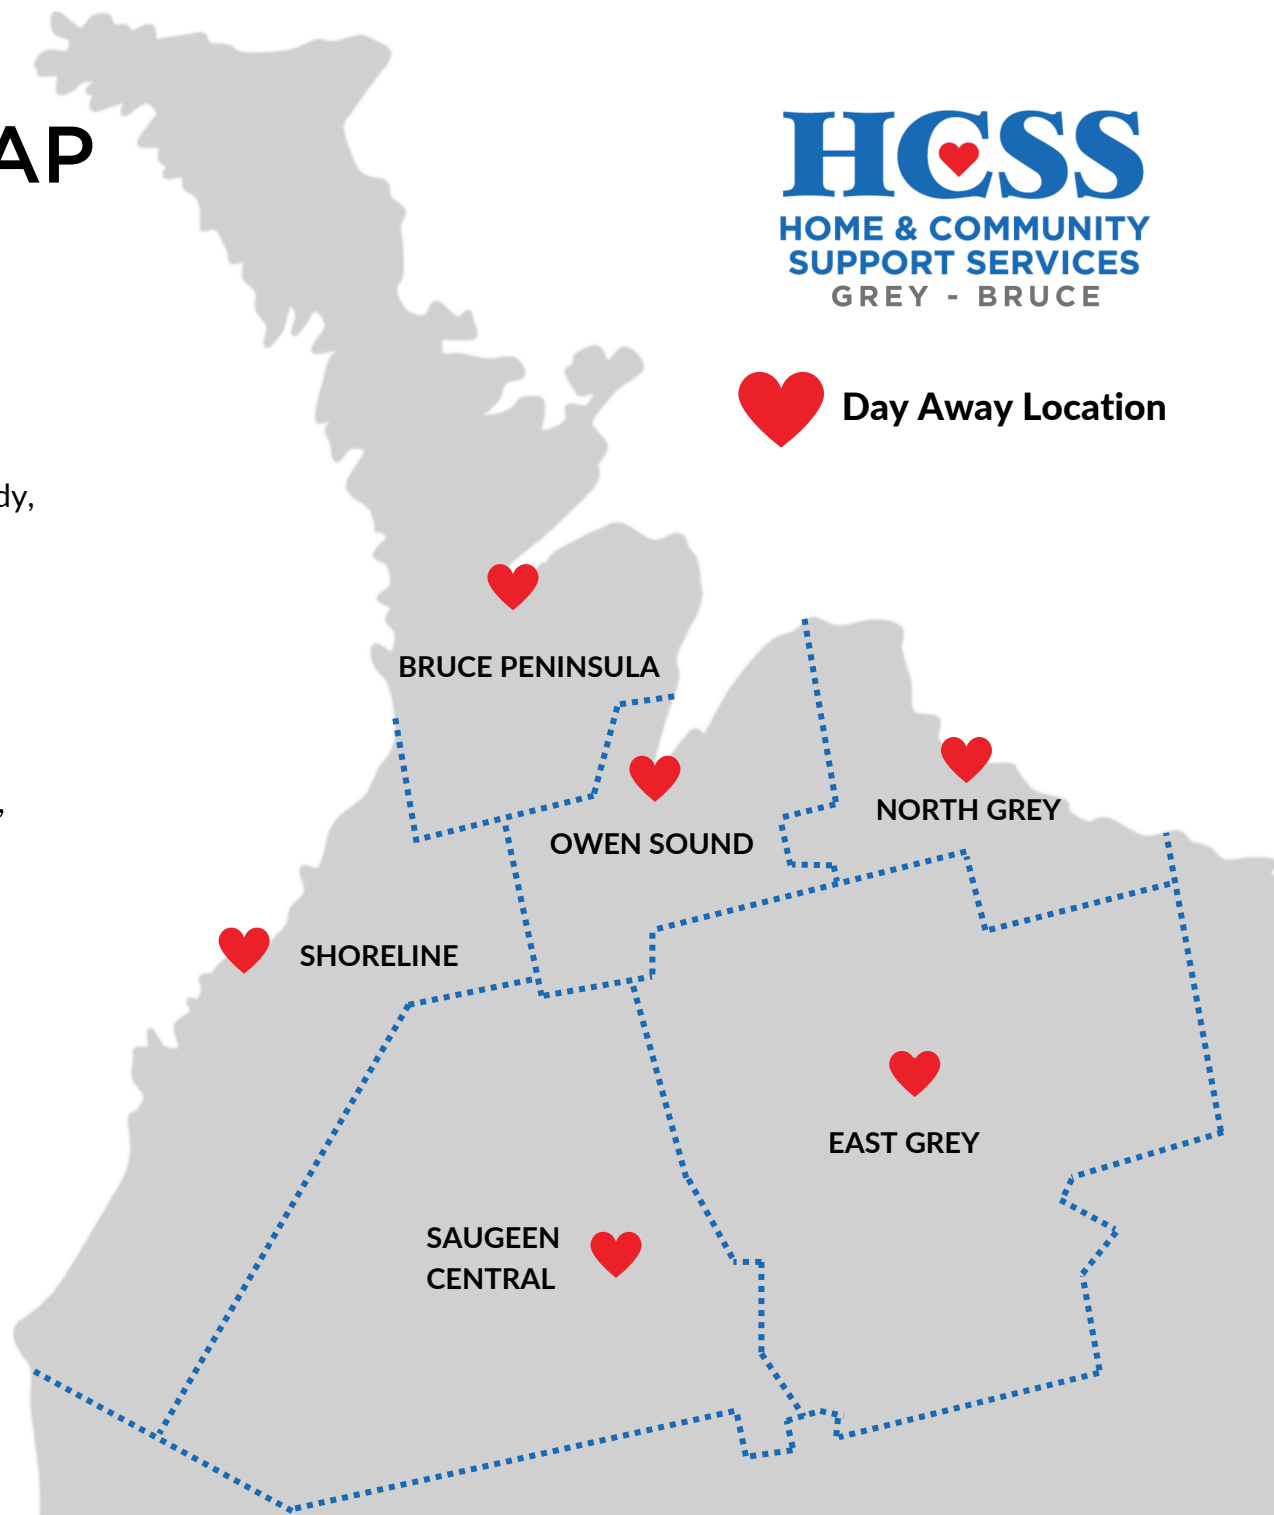 AP
HCSS
HOME & COMMUNITY
SUPPORT SERVICES
GREY - BRUCE
Day Away Location
dy,
BRUCE PENINSULA
,
NORTH GREY
OWEN SOUND
SHORELINE
EAST GREY
SAUGEEN
CENTRAL